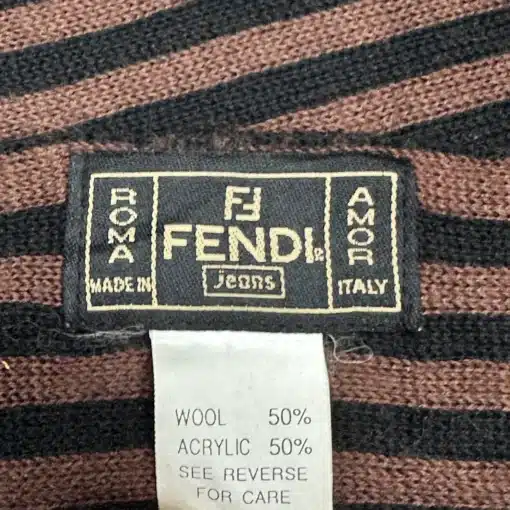 ROMA
MADE IN
FF
FENDI
jeans
AMOR
ITALY
WOOL 50%
ACRYLIC 50%
SEE REVERSE
FOR CARE